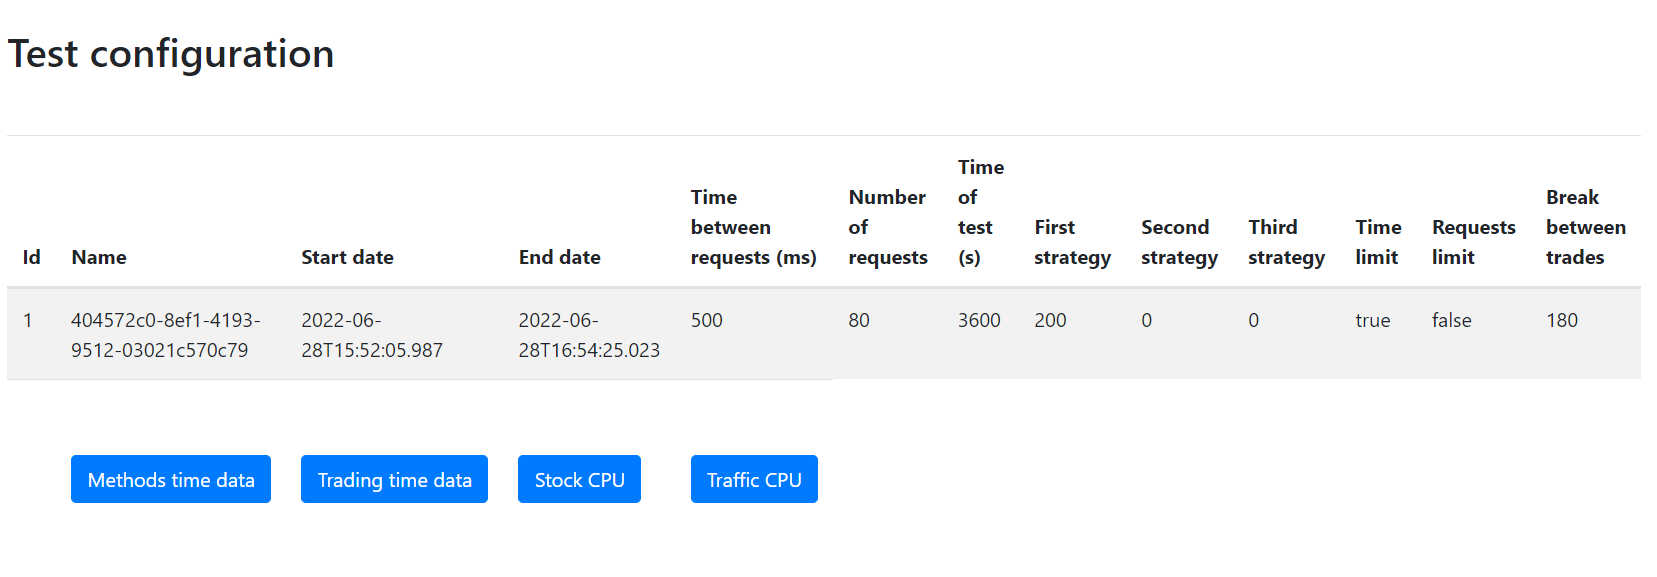 Test configuration
Time
Time
Number
of
Break
between
of
test
First
Second
Third
Time
Requests
between
Id
Name
Start date
End date
requests (ms)
requests
(s)
strategy
strategy
strategy
limit
limit
trades
1
404572c0-8ef1-4193-
2022-06-
2022-06-
500
80
3600
200
0
0
true
false
180
9512-03021c570c79
28T15:52:05.987
28T16:54:25.023
Methods time data
Trading time data
Stock CPU
Traffic CPU